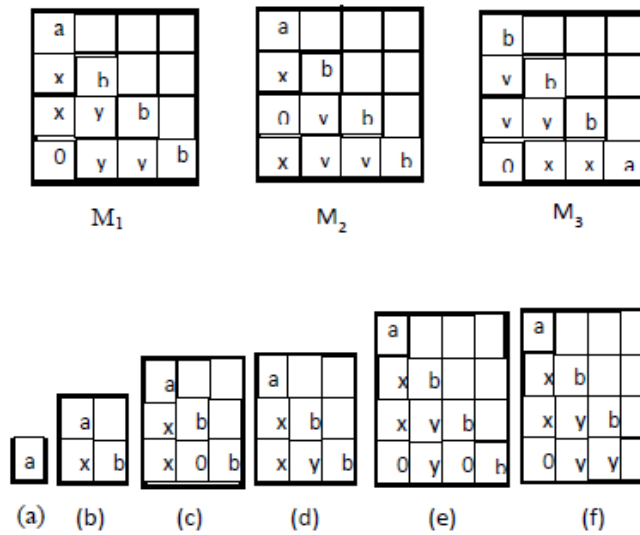 a
x b
x y b
0 y y b
M₁
a
x b
0 v b
x v v b
M₂
b
v b
v y b
0 x x a
M₃
a
(a)
a
x b
(b)
a
x b
x 0 b
(c)
a
x b
x y b
(d)
a
x b
x v b
0 y 0 b
(e)
a
x b
x y b
0 v y
(f)